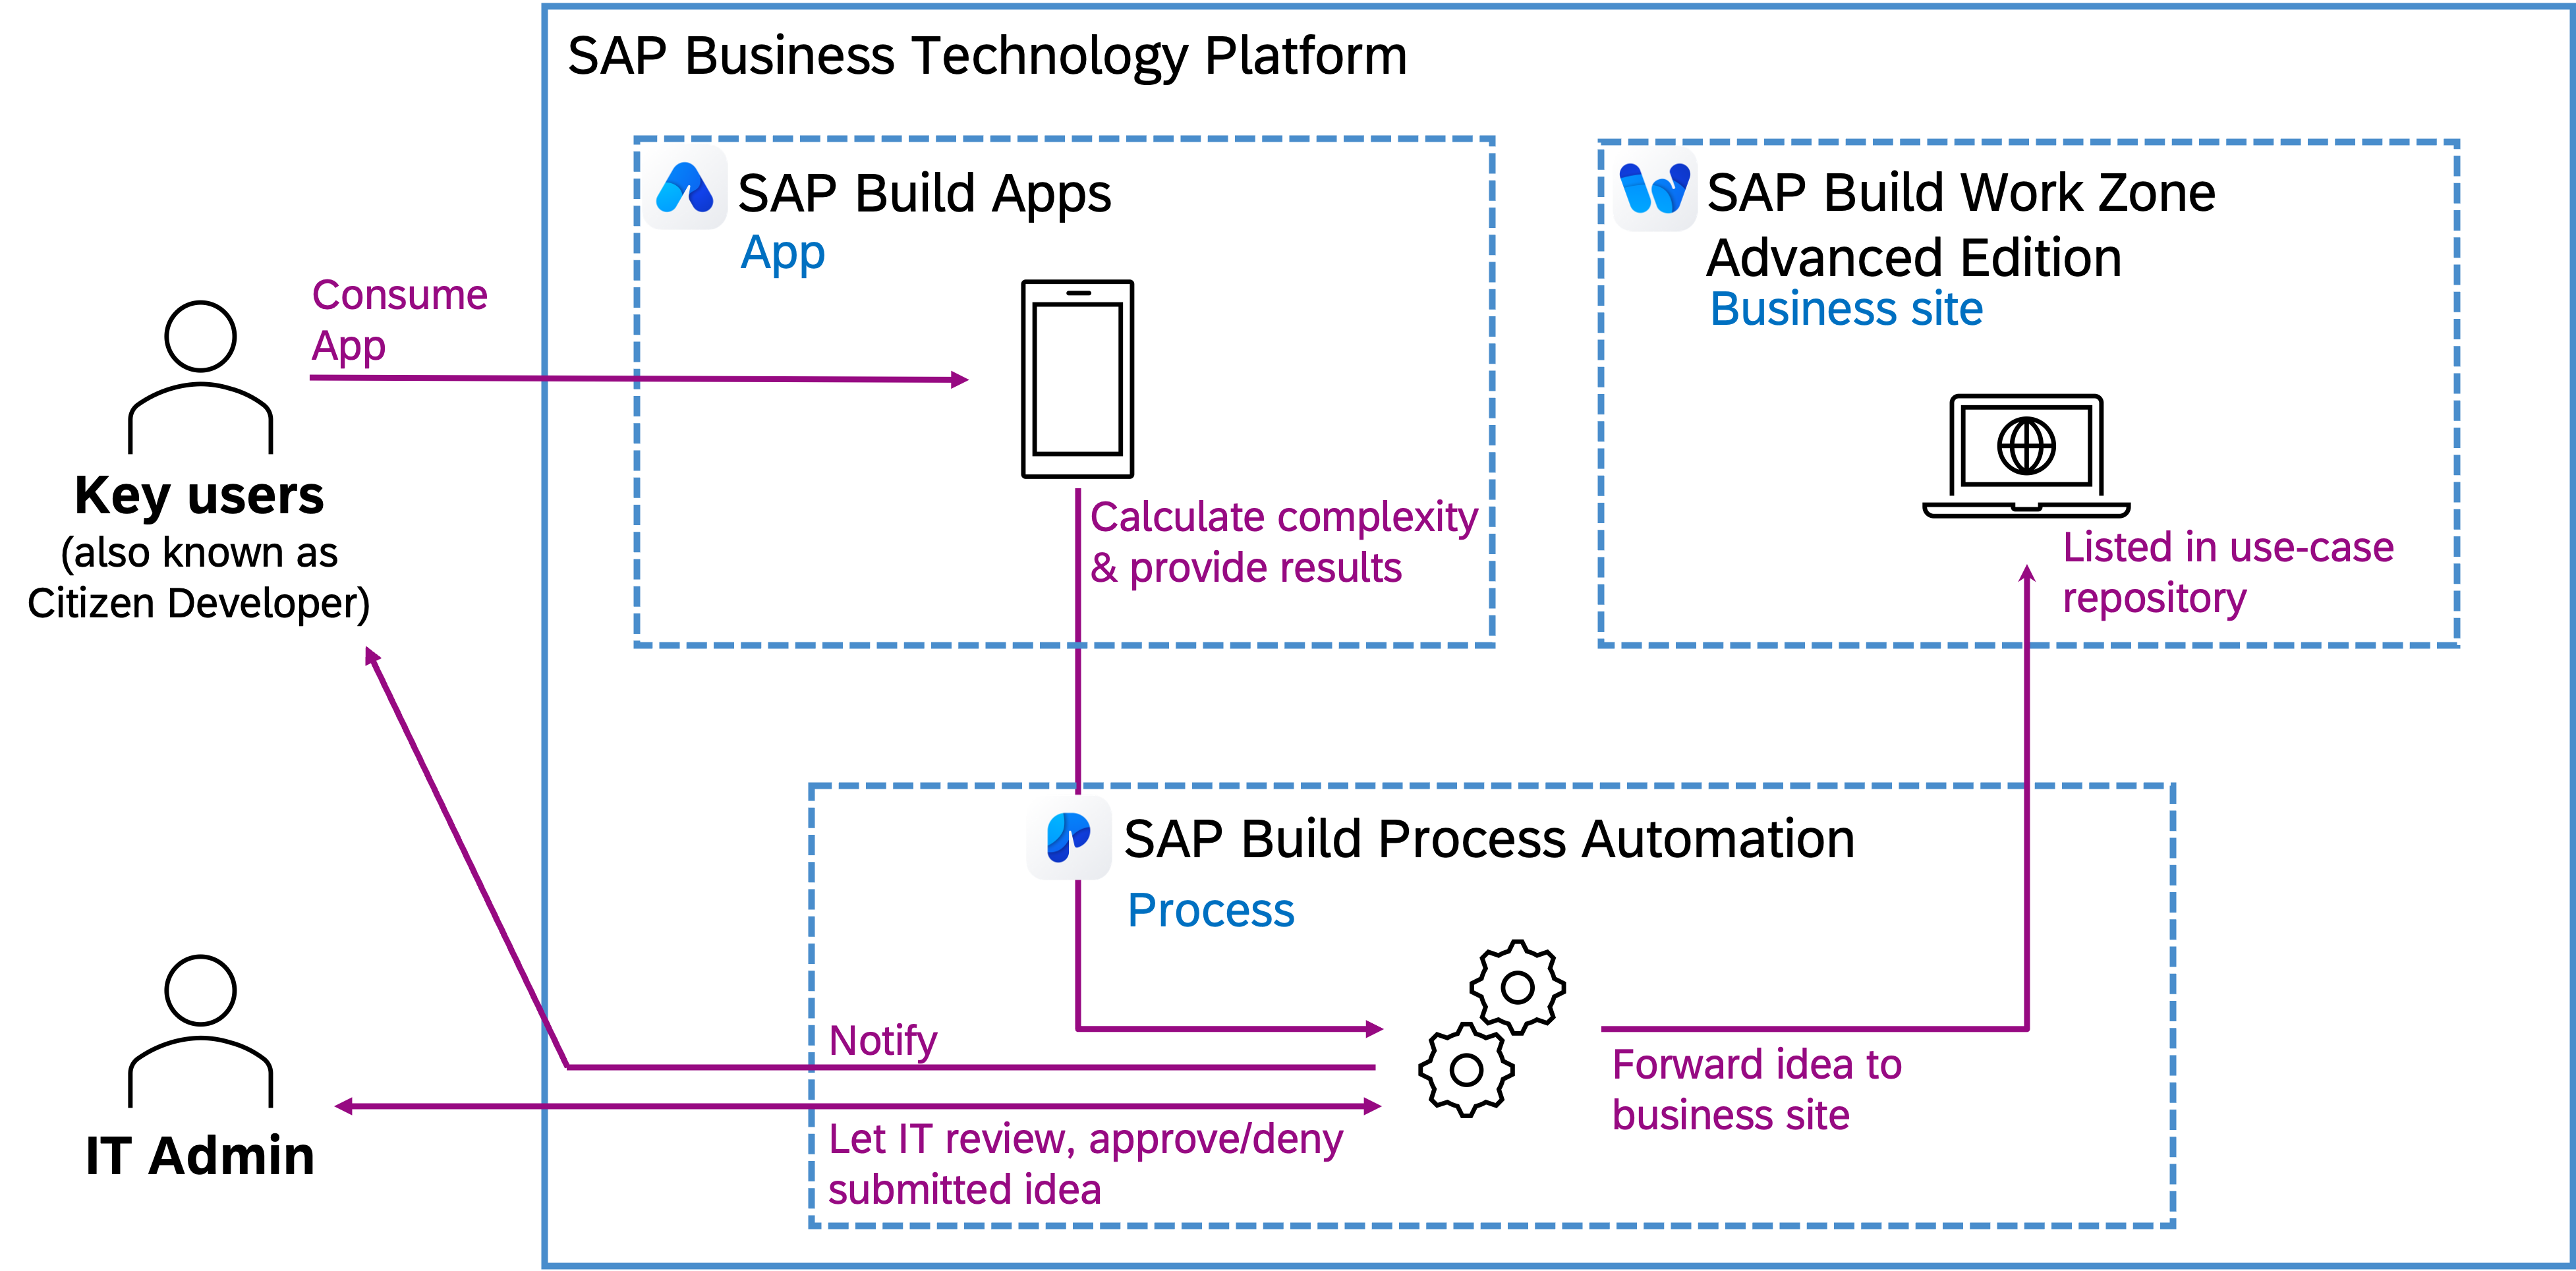 SAP Business Technology Platform
SAP Build Apps
App
SAP Build Work Zone
Advanced Edition
Business site
Consume
App
Key users
(also known as
Citizen Developer)
Calculate complexity
& provide results
Listed in use-case
repository
SAP Build Process Automation
Process
Notify
Let IT review, approve/deny
submitted idea
Forward idea to
business site
IT Admin